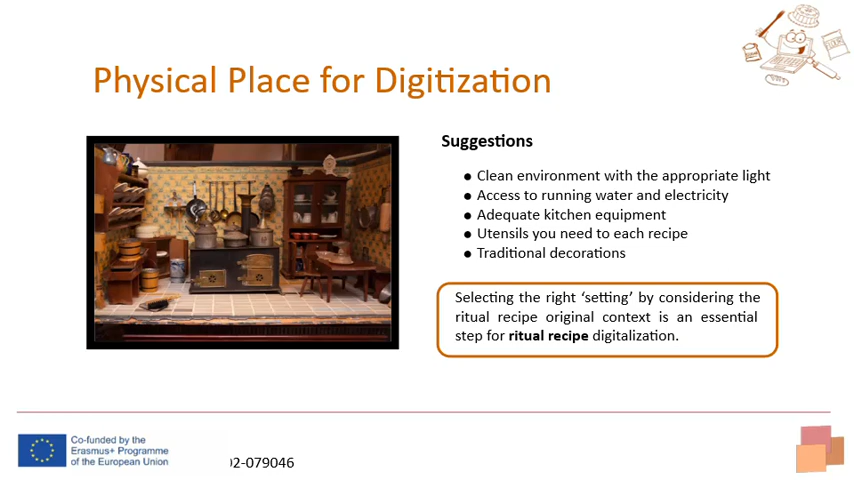 Physical Place for Digitization
Suggestions
● Clean environment with the appropriate light
● Access to running water and electricity
● Adequate kitchen equipment
● Utensils you need to each recipe
● Traditional decorations
Selecting the right ‘setting’ by considering the
ritual recipe original context is an essential
step for ritual recipe digitalization.
Co-funded by the
Erasmus+ Programme
of the European Union
02-079046